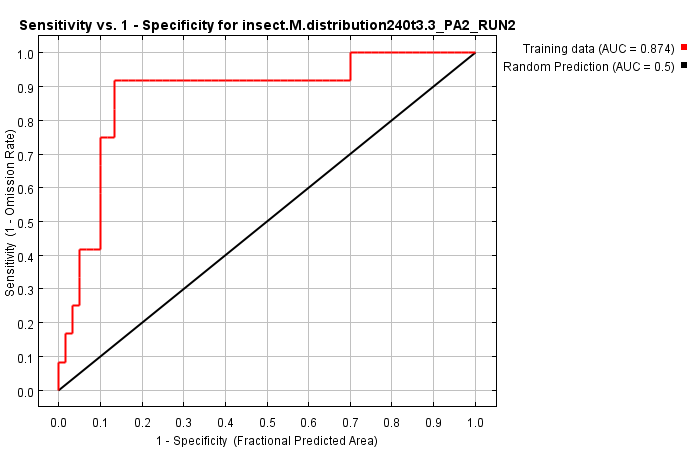 Sensitivity vs. 1 - Specificity for insect.M.distribution240t3.3_PA2_RUN2
Training data (AUC = 0.874)
Random Prediction (AUC = 0.5)
Sensitivity (1 - Omission Rate)
1.0
0.9
0.8
0.7
0.6
0.5
0.4
0.3
0.2
0.1
0.0
0.0 0.1 0.2 0.3 0.4 0.5 0.6 0.7 0.8 0.9 1.0
1 - Specificity (Fractional Predicted Area)